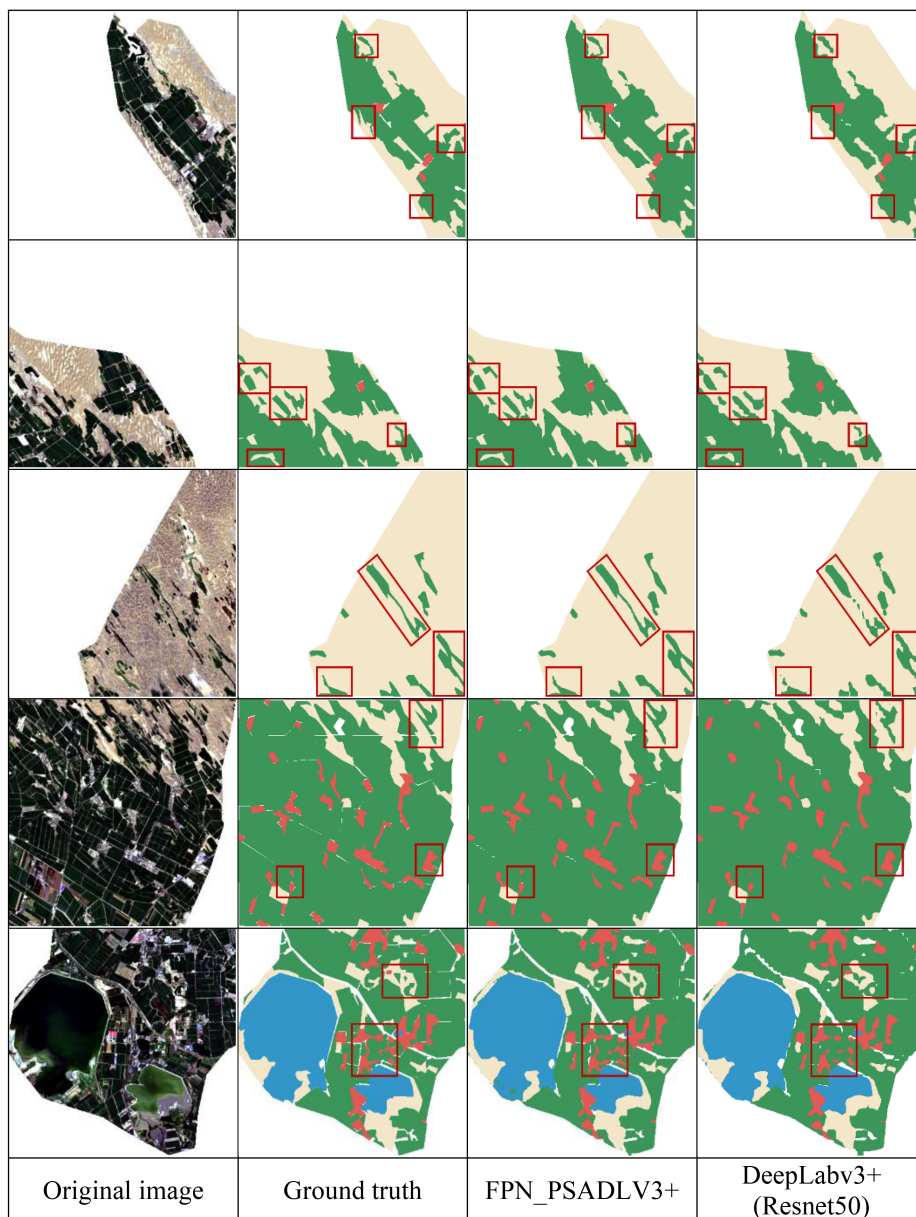 Original image
Ground truth
FPN_PSADLV3+
DeepLabv3+
(Resnet50)